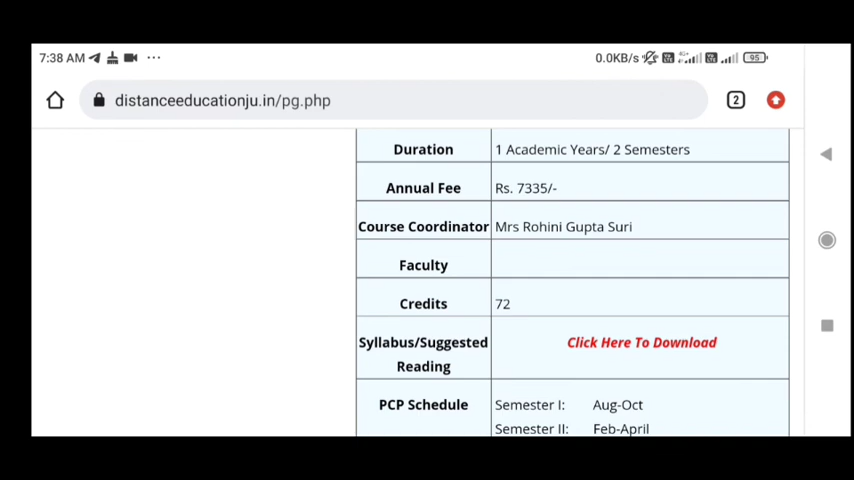 7:38 AM ... 0.0KB/s 4G+ 95
distanceeducationju.in/pg.php 2
Duration 1 Academic Years/ 2 Semesters
Annual Fee Rs. 7335/-
Course Coordinator Mrs Rohini Gupta Suri
Faculty
Credits 72
Syllabus/Suggested Click Here To Download
Reading
PCP Schedule Semester I: Aug-Oct
Semester II: Feb-April